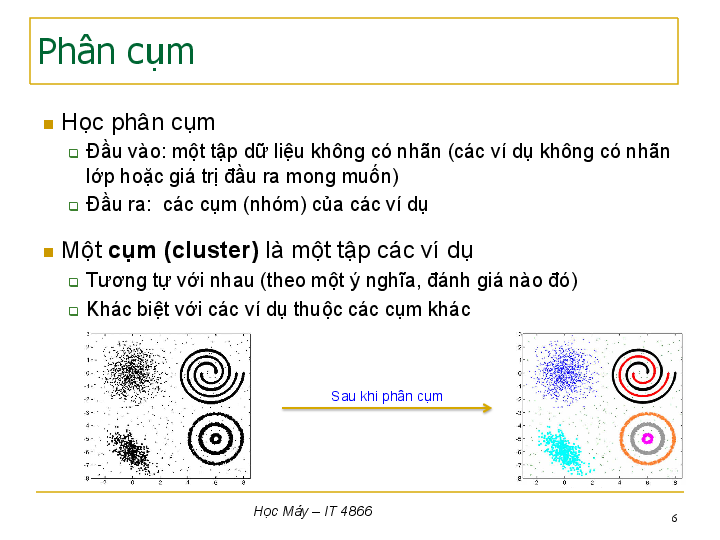 Phân cụm
Học phân cụm
Đầu vào: một tập dữ liệu không có nhãn (các ví dụ không có nhãn
lớp hoặc giá trị đầu ra mong muốn)
Đầu ra: các cụm (nhóm) của các ví dụ
Một cụm (cluster) là một tập các ví dụ
Tương tự với nhau (theo một ý nghĩa, đánh giá nào đó)
Khác biệt với các ví dụ thuộc các cụm khác
Sau khi phân cụm
Học Máy – IT 4866
6